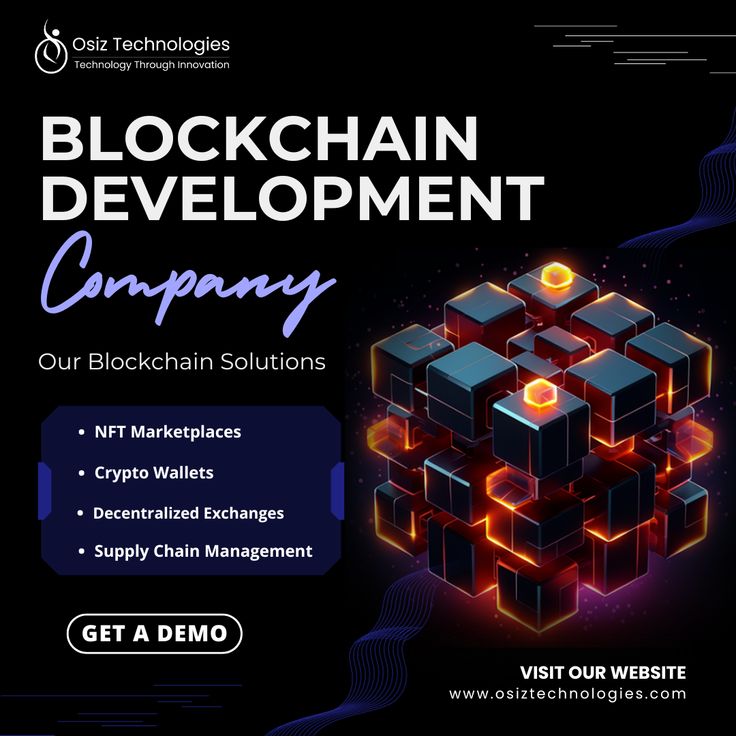 Osiz Technologies
Technology Through Innovation
BLOCKCHAIN
DEVELOPMENT
Company
Our Blockchain Solutions
• NFT Marketplaces
• Crypto Wallets
• Decentralized Exchanges
• Supply Chain Management
GET A DEMO
VISIT OUR WEBSITE
www.osiztechnologies.com